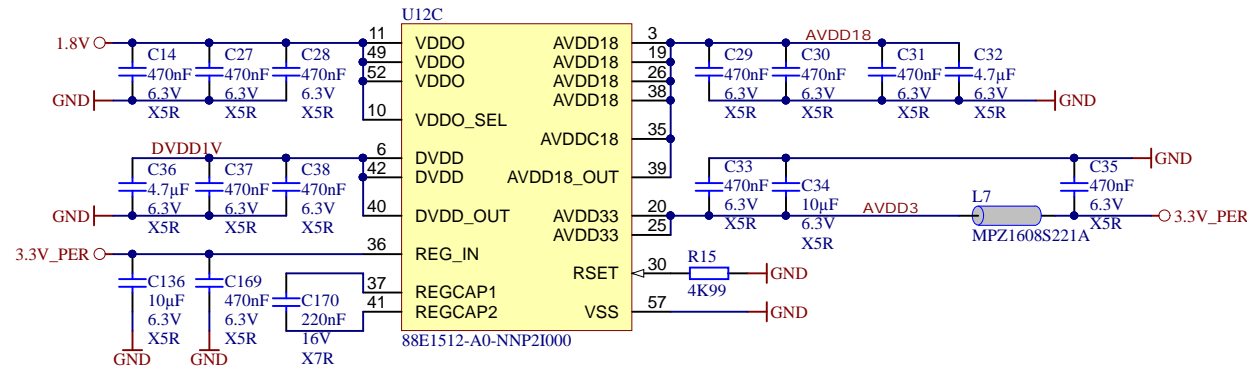 U12C
1.8V
11
VDDO
49
VDDO
52
VDDO
10
VDDO_SEL
C14
470nF
6.3V
X5R
C27
470nF
6.3V
X5R
C28
470nF
6.3V
X5R
GND
DVDD1V
6
DVDD
42
DVDD
40
DVDD_OUT
C36
4.7µF
6.3V
X5R
C37
470nF
6.3V
X5R
C38
470nF
6.3V
X5R
GND
3.3V_PER
36
REG_IN
37
REGCAP1
41
REGCAP2
C136
10µF
6.3V
X5R
GND
C169
470nF
6.3V
X5R
GND
C170
220nF
16V
X7R
AVDD18
3
AVDD18
19
AVDD18
26
AVDD18
38
AVDDC18
35
AVDD18_OUT
39
AVDD18
C29
470nF
6.3V
X5R
C30
470nF
6.3V
X5R
C31
470nF
6.3V
X5R
C32
4.7µF
6.3V
X5R
GND
AVDD33
20
AVDD33
25
C33
470nF
6.3V
X5R
C34
10µF
6.3V
X5R
AVDD3
L7
MPZ1608S221A
C35
470nF
6.3V
X5R
GND
3.3V_PER
RSET
30
R15
4K99
GND
VSS
57
GND
88E1512-A0-NNP2I000